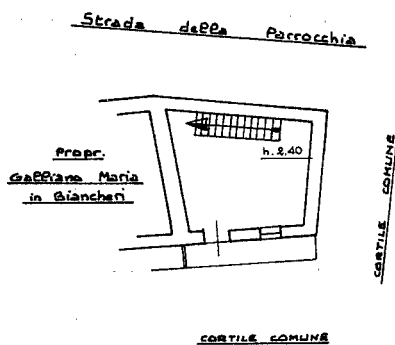 Strada della Parrocchia
Propr.
Galliano Maria
in Biancheri
h. 2,40
CORTILE COMUNE
CORTILE COMUNE